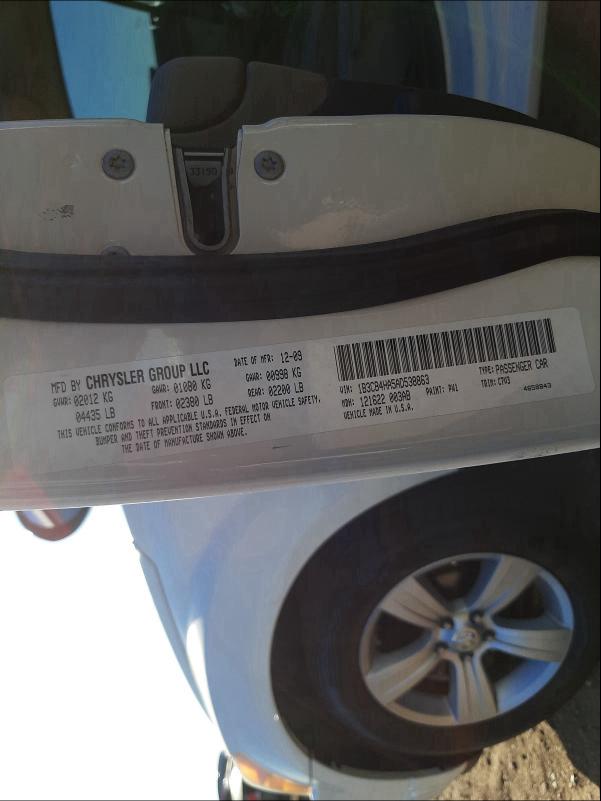 33190
MFD BY CHRYSLER GROUP LLC DATE OF MFR: 12-09
GVWR: 02012 KG GAWR: 01080 KG GAWR: 00998 KG
04435 LB FRONT: 02380 LB REAR: 02200 LB
THIS VEHICLE CONFORMS TO ALL APPLICABLE U.S.A. FEDERAL MOTOR VEHICLE SAFETY,
BUMPER AND THEFT PREVENTION STANDARDS IN EFFECT ON
THE DATE OF MANUFACTURE SHOWN ABOVE.
VIN: 1B3CB4HA5AD530863 TYPE: PASSENGER CAR
MDH: 121622 003AB PAINT: PW1 TRIM: C7V3
VEHICLE MADE IN U.S.A. 4658943